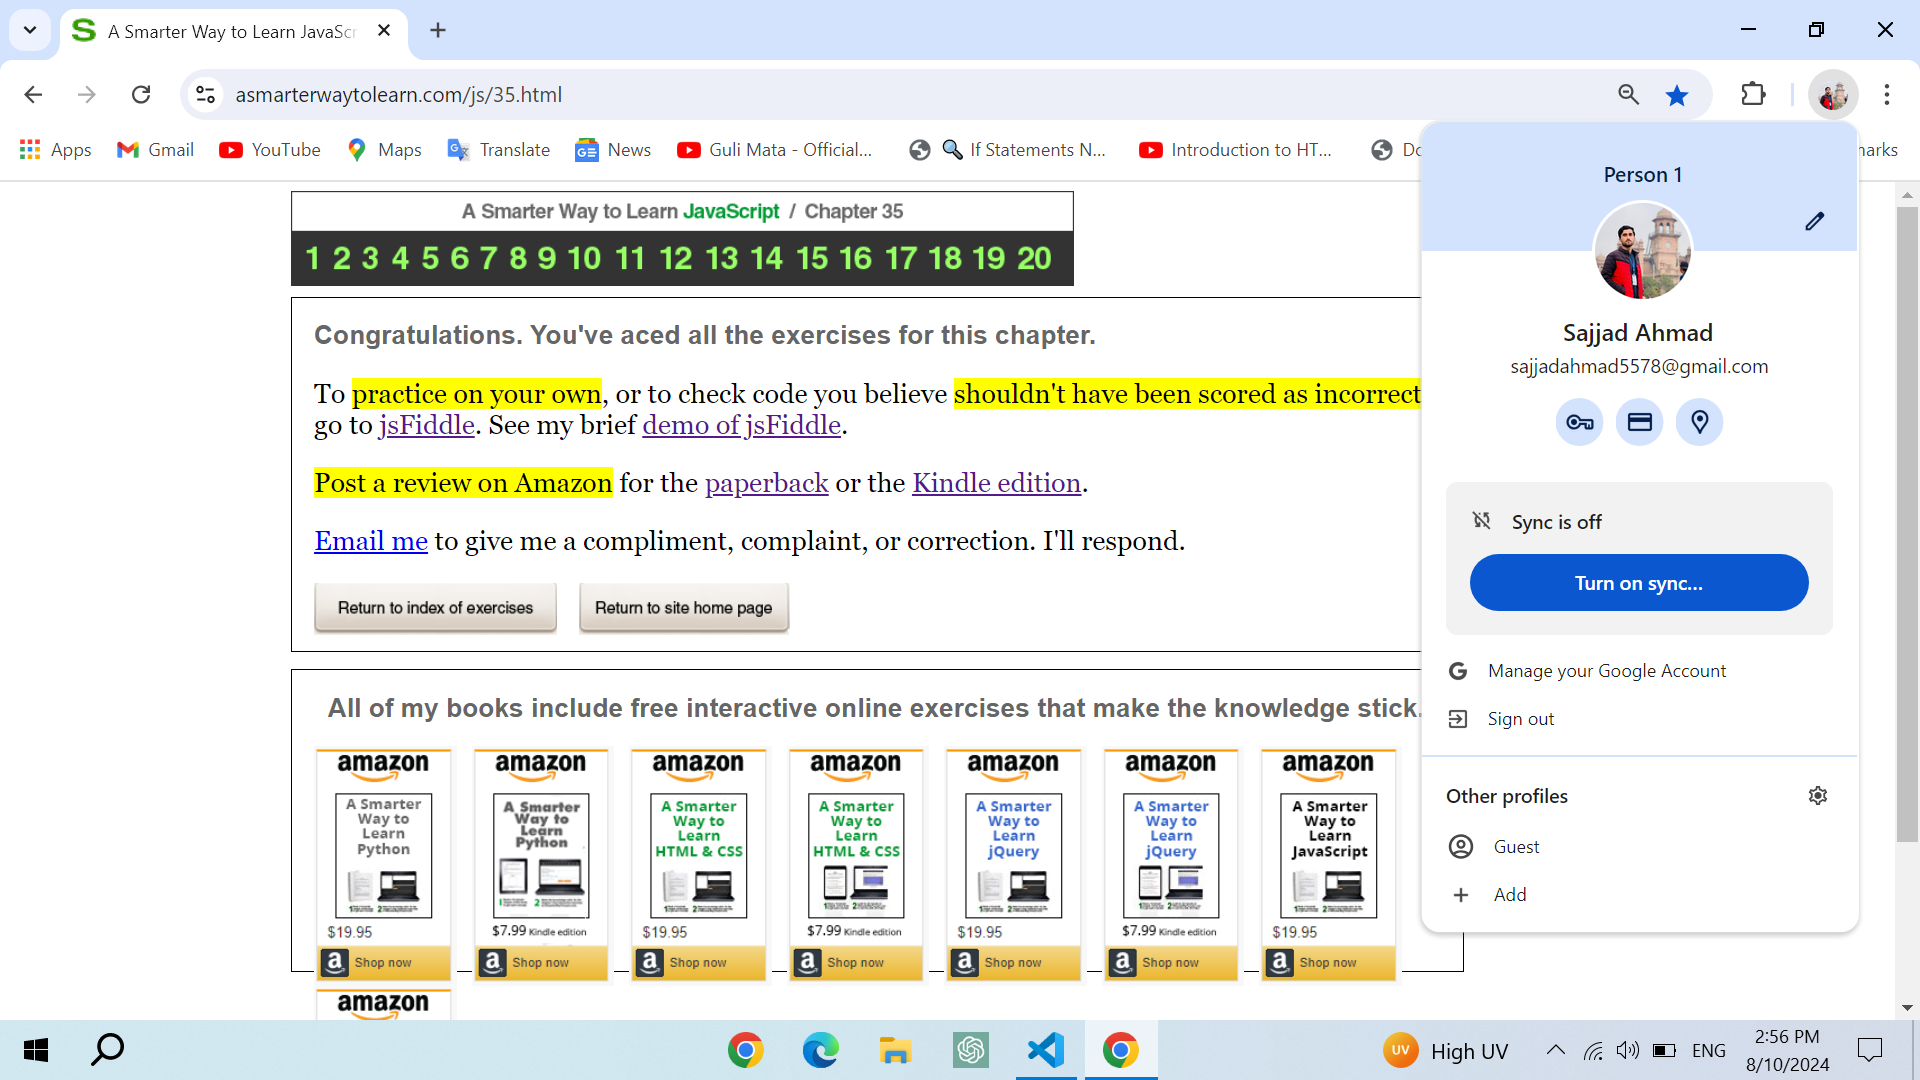 A Smarter Way to Learn JavaScr
asmarterwaytolearn.com/js/35.html
Apps
Gmail
YouTube
Maps
Translate
News
Guli Mata - Official...
If Statements N...
Introduction to HT...
A Smarter Way to Learn JavaScript / Chapter 35
1 2 3 4 5 6 7 8 9 10 11 12 13 14 15 16 17 18 19 20
Congratulations. You've aced all the exercises for this chapter.
To practice on your own, or to check code you believe shouldn't have been scored as incorrect
go to jsFiddle. See my brief demo of jsFiddle.
Post a review on Amazon for the paperback or the Kindle edition.
Email me to give me a compliment, complaint, or correction. I'll respond.
Return to index of exercises
Return to site home page
All of my books include free interactive online exercises that make the knowledge stick.
amazon
A Smarter
Way to
Learn
Python
$19.95
Shop now
amazon
A Smarter
Way to
Learn
Python
$7.99 Kindle edition
Shop now
amazon
A Smarter
Way to
Learn
HTML & CSS
$19.95
Shop now
amazon
A Smarter
Way to
Learn
HTML & CSS
$7.99 Kindle edition
Shop now
amazon
A Smarter
Way to
Learn
jQuery
$19.95
Shop now
amazon
A Smarter
Way to
Learn
jQuery
$7.99 Kindle edition
Shop now
amazon
A Smarter
Way to
Learn
JavaScript
$19.95
Shop now
amazon
Person 1
Sajjad Ahmad
sajjadahmad5578@gmail.com
Sync is off
Turn on sync...
Manage your Google Account
Sign out
Other profiles
Guest
Add
UV
High UV
ENG
2:56 PM
8/10/2024